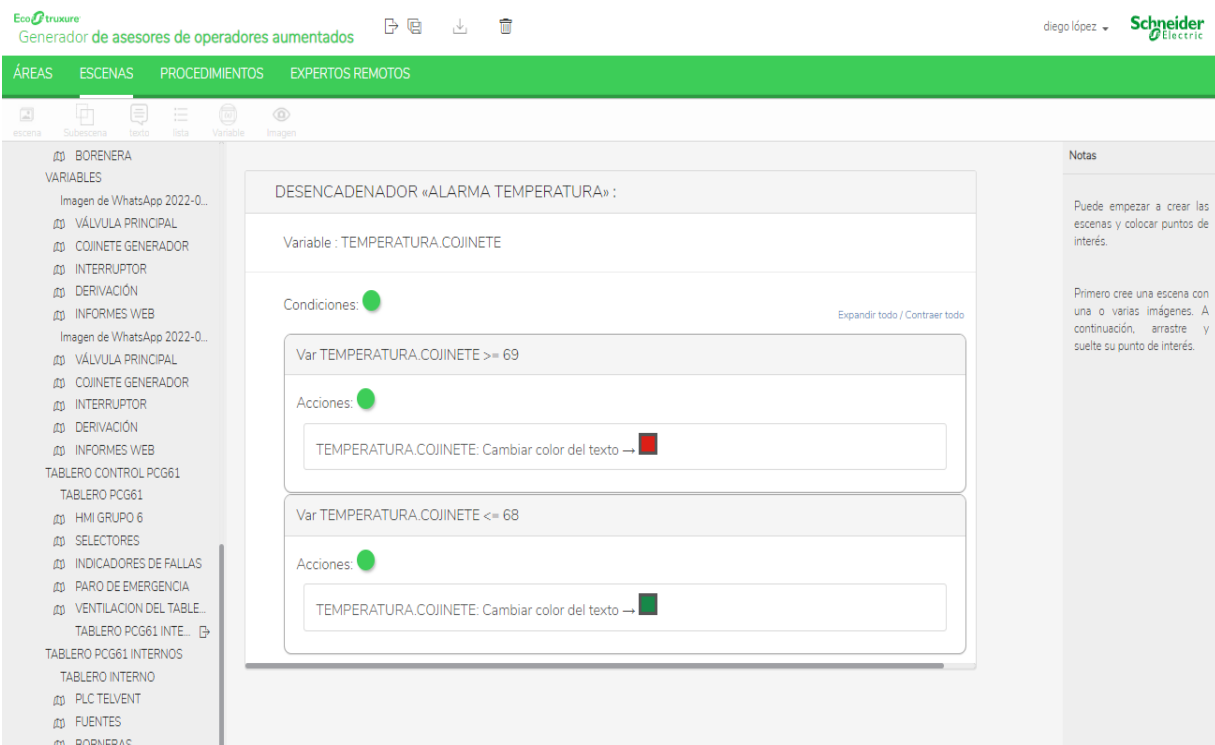 EcoStruxure
Generador de asesores de operadores aumentados
diego lópez
Schneider
Electric
ÁREAS ESCENAS PROCEDIMIENTOS EXPERTOS REMOTOS
escena Subescena texto lista Variable Imagen
BORENERA
VARIABLES
Imagen de WhatsApp 2022-0...
VÁLVULA PRINCIPAL
COJINETE GENERADOR
INTERRUPTOR
DERIVACIÓN
INFORMES WEB
Imagen de WhatsApp 2022-0...
VÁLVULA PRINCIPAL
COJINETE GENERADOR
INTERRUPTOR
DERIVACIÓN
INFORMES WEB
TABLERO CONTROL PCG61
TABLERO PCG61
HMI GRUPO 6
SELECTORES
INDICADORES DE FALLAS
PARO DE EMERGENCIA
VENTILACION DEL TABLE...
TABLERO PCG61 INTE...
TABLERO PCG61 INTERNOS
TABLERO INTERNO
PLC TELVENT
FUENTES
BORNERAS
DESENCADENADOR «ALARMA TEMPERATURA» :
Variable : TEMPERATURA.COJINETE
Condiciones:
Expandir todo / Contraer todo
Var TEMPERATURA.COJINETE >= 69
Acciones:
TEMPERATURA.COJINETE: Cambiar color del texto →
Var TEMPERATURA.COJINETE <= 68
Acciones:
TEMPERATURA.COJINETE: Cambiar color del texto →
Notas
Puede empezar a crear las
escenas y colocar puntos de
interés.
Primero cree una escena con
una o varias imágenes. A
continuación, arrastre y
suelte su punto de interés.